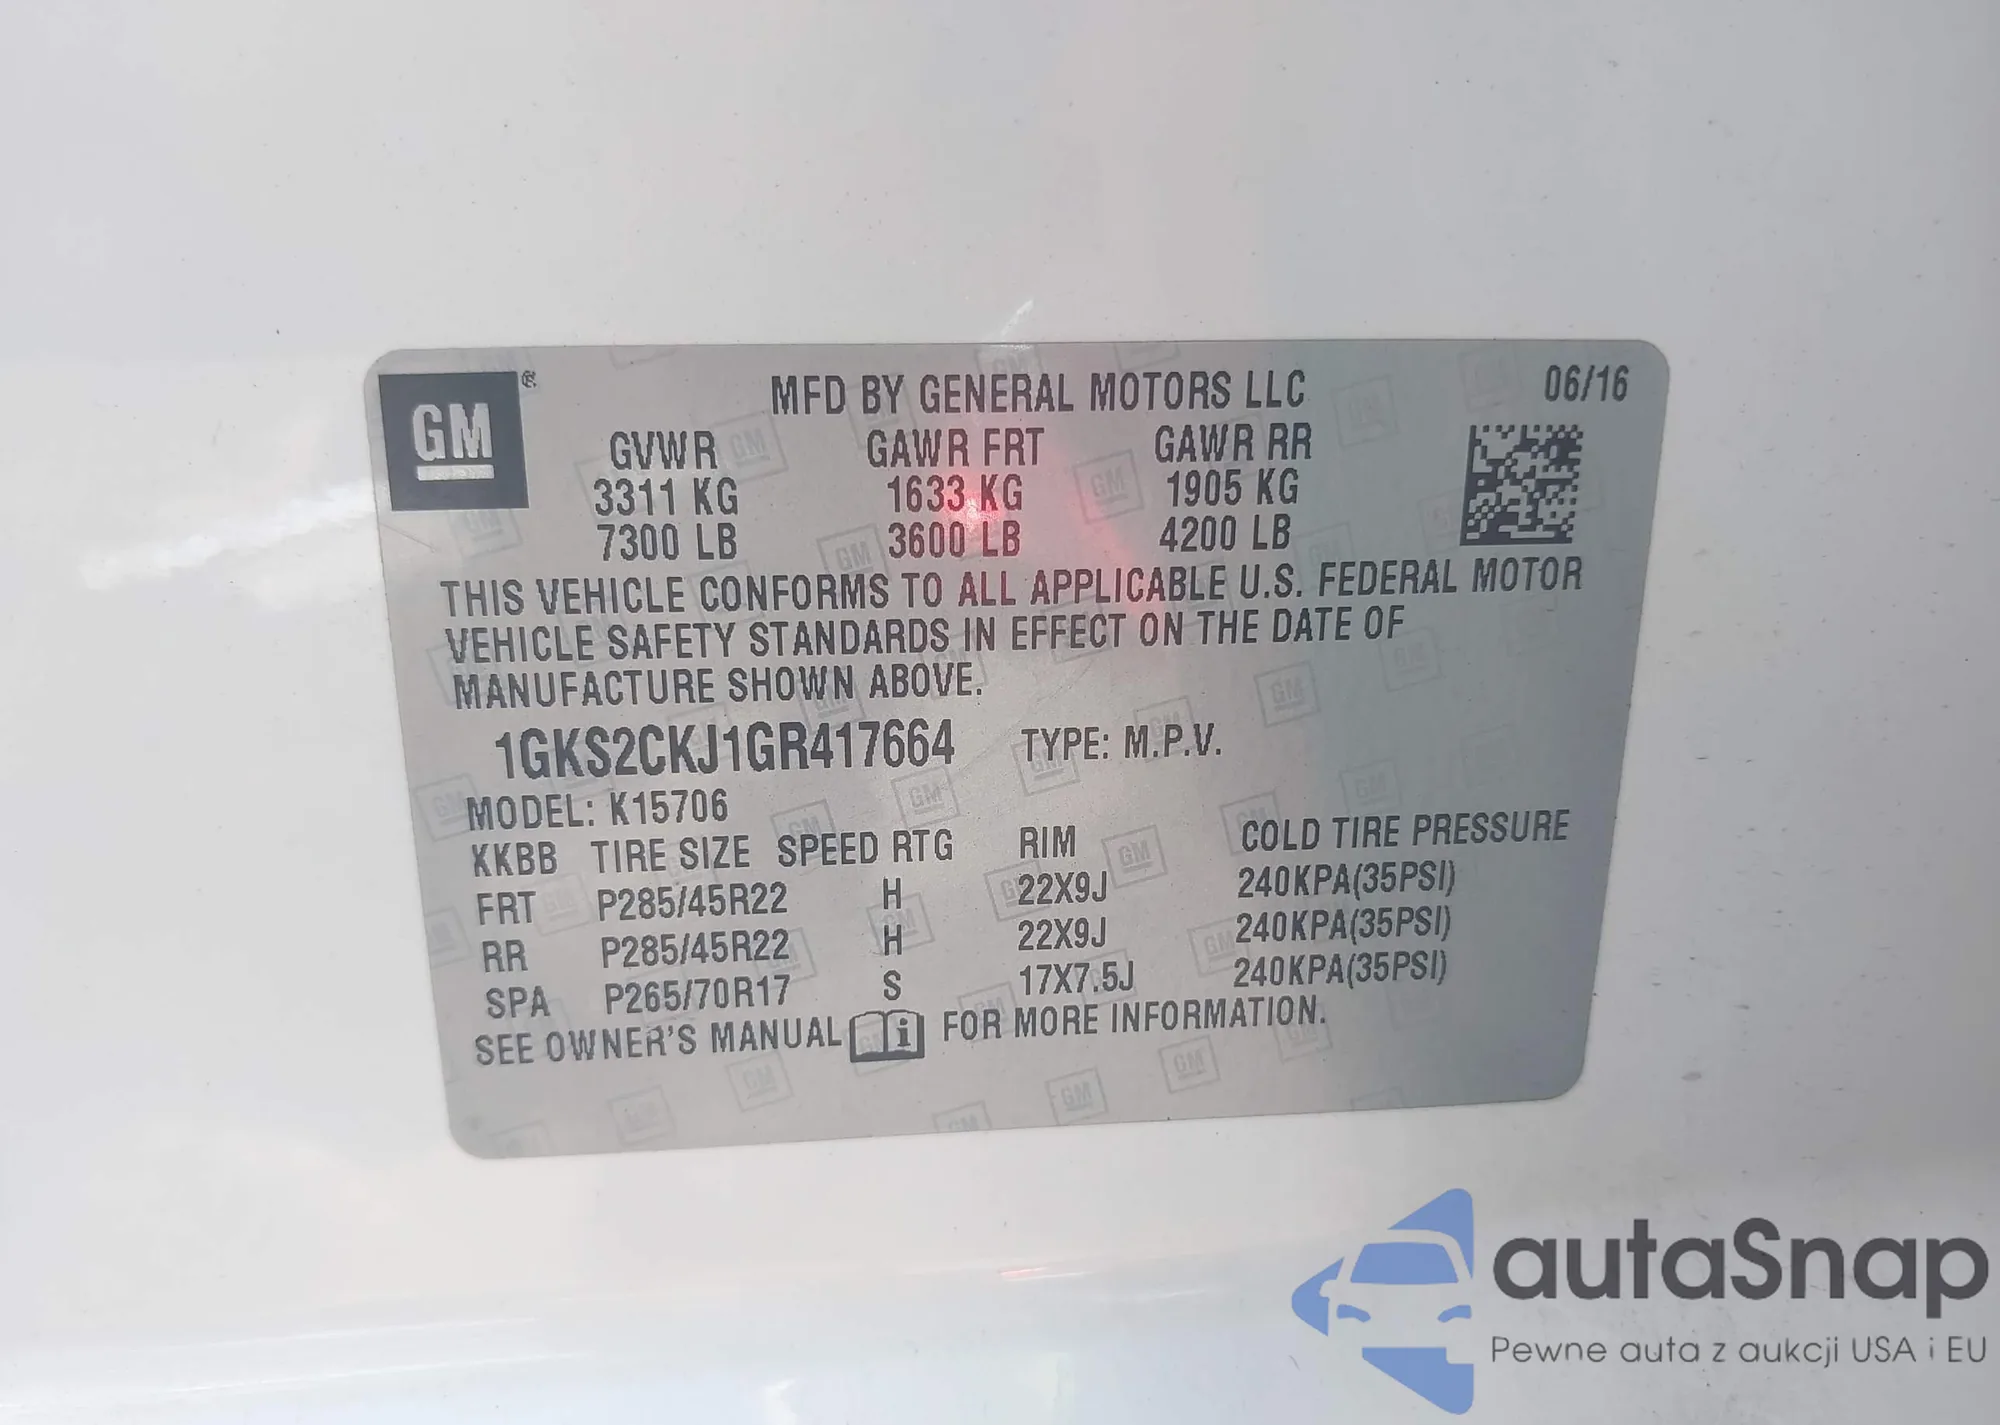 GM
MFD BY GENERAL MOTORS LLC 06/16
GVWR GAWR FRT GAWR RR
3311 KG 1633 KG 1905 KG
7300 LB 3600 LB 4200 LB
THIS VEHICLE CONFORMS TO ALL APPLICABLE U.S. FEDERAL MOTOR
VEHICLE SAFETY STANDARDS IN EFFECT ON THE DATE OF
MANUFACTURE SHOWN ABOVE.
1GKS2CKJ1GR417664 TYPE: M.P.V.
MODEL: K15706
KKBB TIRE SIZE SPEED RTG RIM COLD TIRE PRESSURE
FRT P285/45R22 H 22X9J 240KPA(35PSI)
RR P285/45R22 H 22X9J 240KPA(35PSI)
SPA P265/70R17 S 17X7.5J 240KPA(35PSI)
SEE OWNER'S MANUAL i FOR MORE INFORMATION.
autaSnap
Pewne auta z aukcji USA i EU